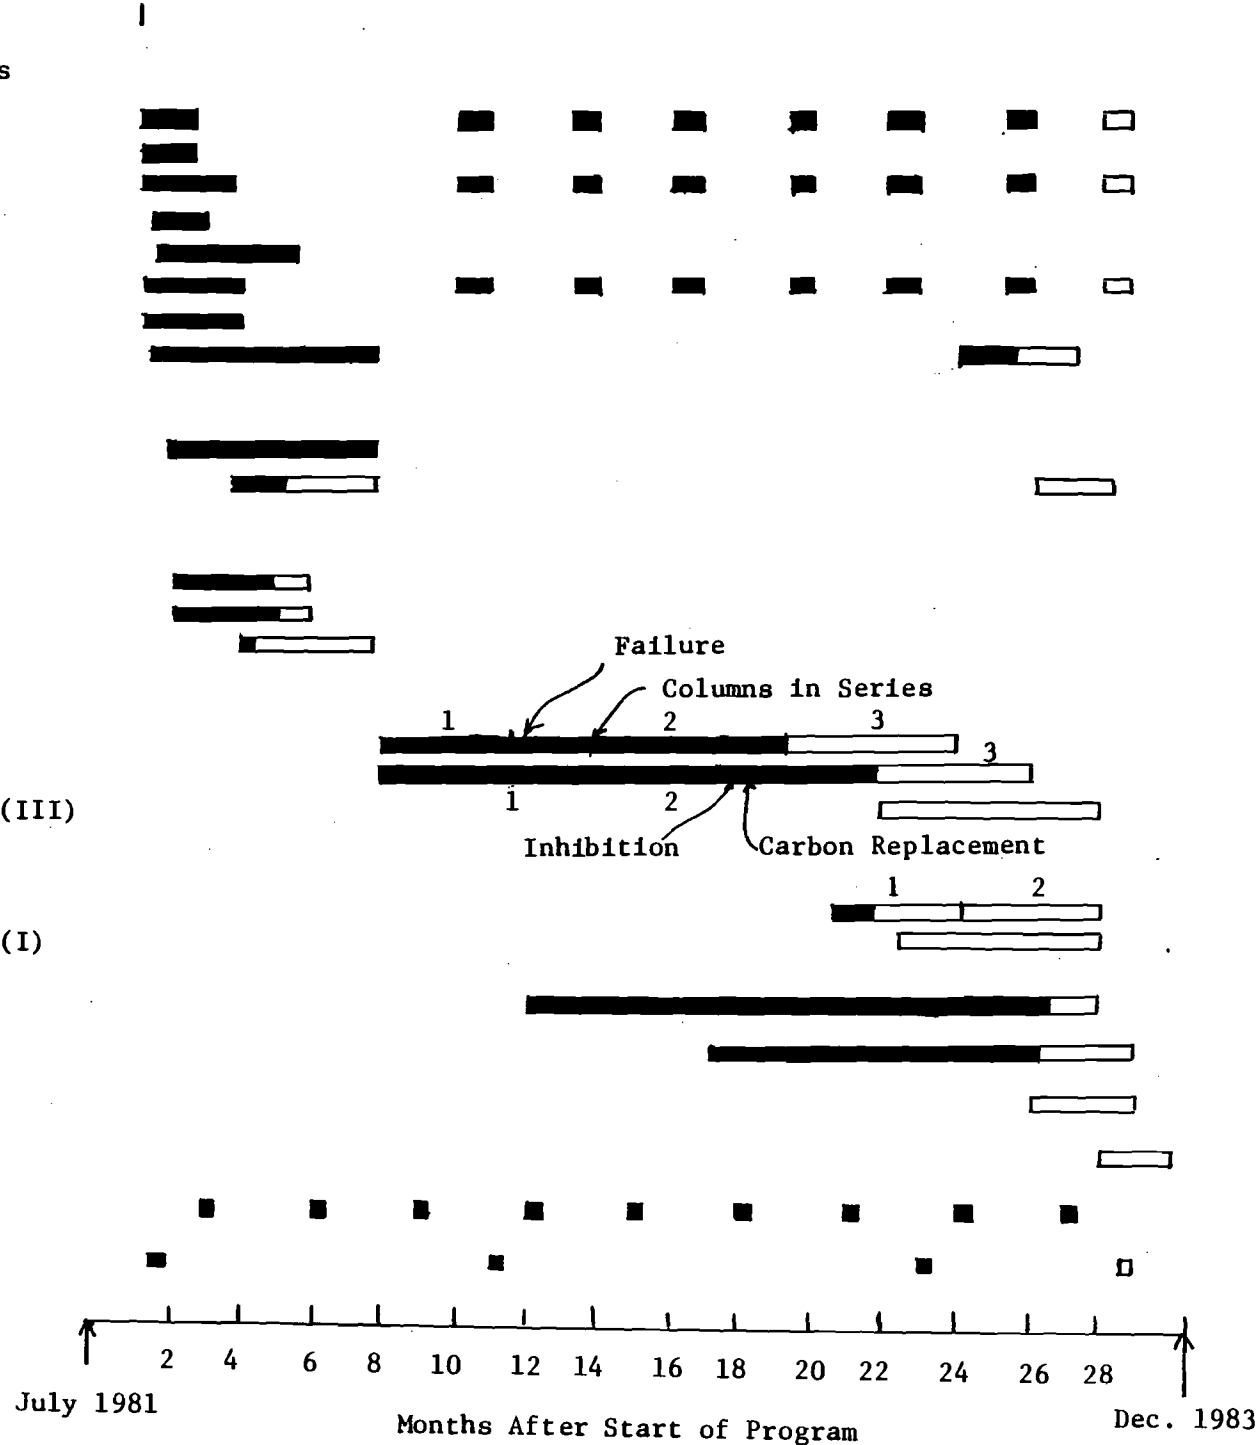 s
Failure
Columns in Series
1 2 3
3
(III)
1 2
Inhibition Carbon Replacement
1 2
(I)
2 4 6 8 10 12 14 16 18 20 22 24 26 28
July 1981 Dec. 1983
Months After Start of Program